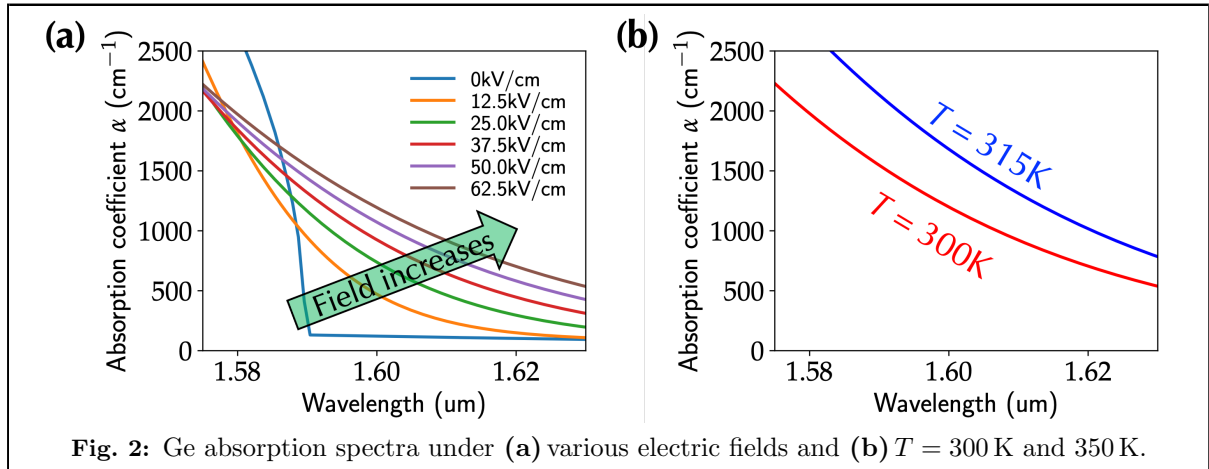 (a)
Absorption coefficient α (cm⁻¹)
2500
2000
1500
1000
500
0
0kV/cm
12.5kV/cm
25.0kV/cm
37.5kV/cm
50.0kV/cm
62.5kV/cm
Field increases
1.58 1.60 1.62
Wavelength (um)
(b)
Absorption coefficient α (cm⁻¹)
2500
2000
1500
1000
500
0
T = 315K
T = 300K
1.58 1.60 1.62
Wavelength (um)
Fig. 2: Ge absorption spectra under (a) various electric fields and (b) T = 300 K and 350 K.